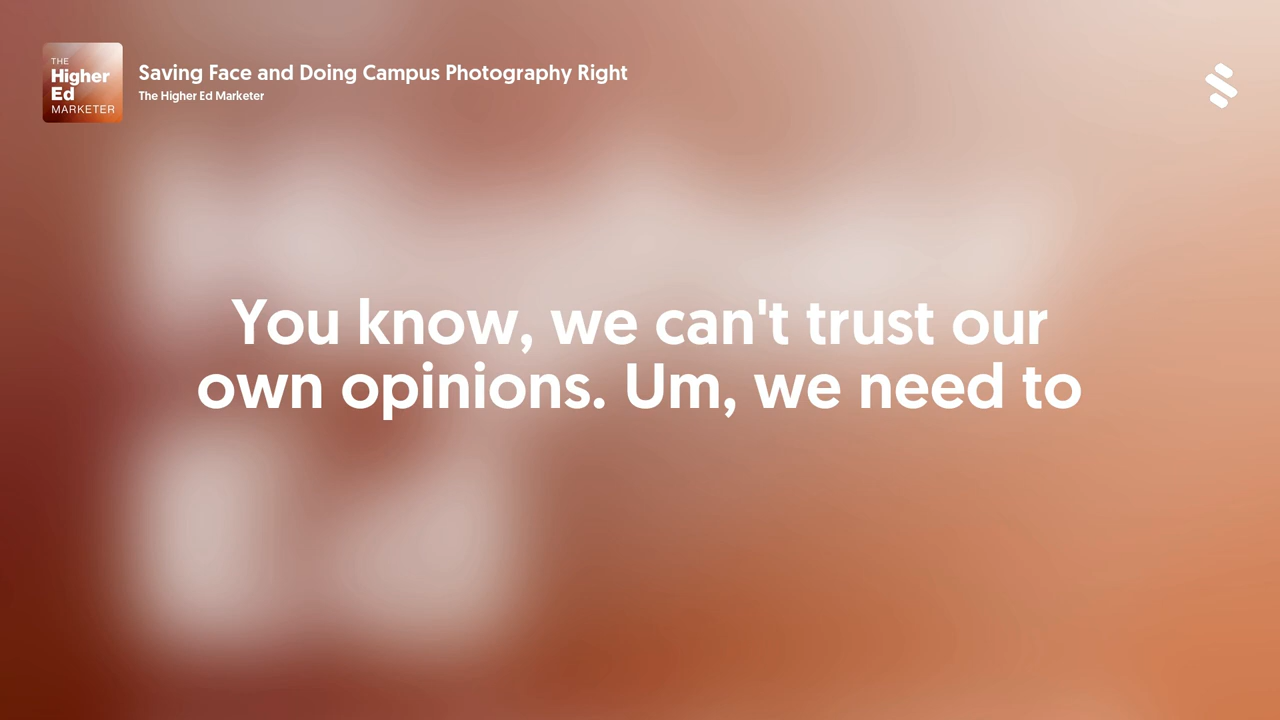 THE
Higher
Ed
MARKETER
Saving Face and Doing Campus Photography Right
The Higher Ed Marketer
You know, we can't trust our
own opinions. Um, we need to